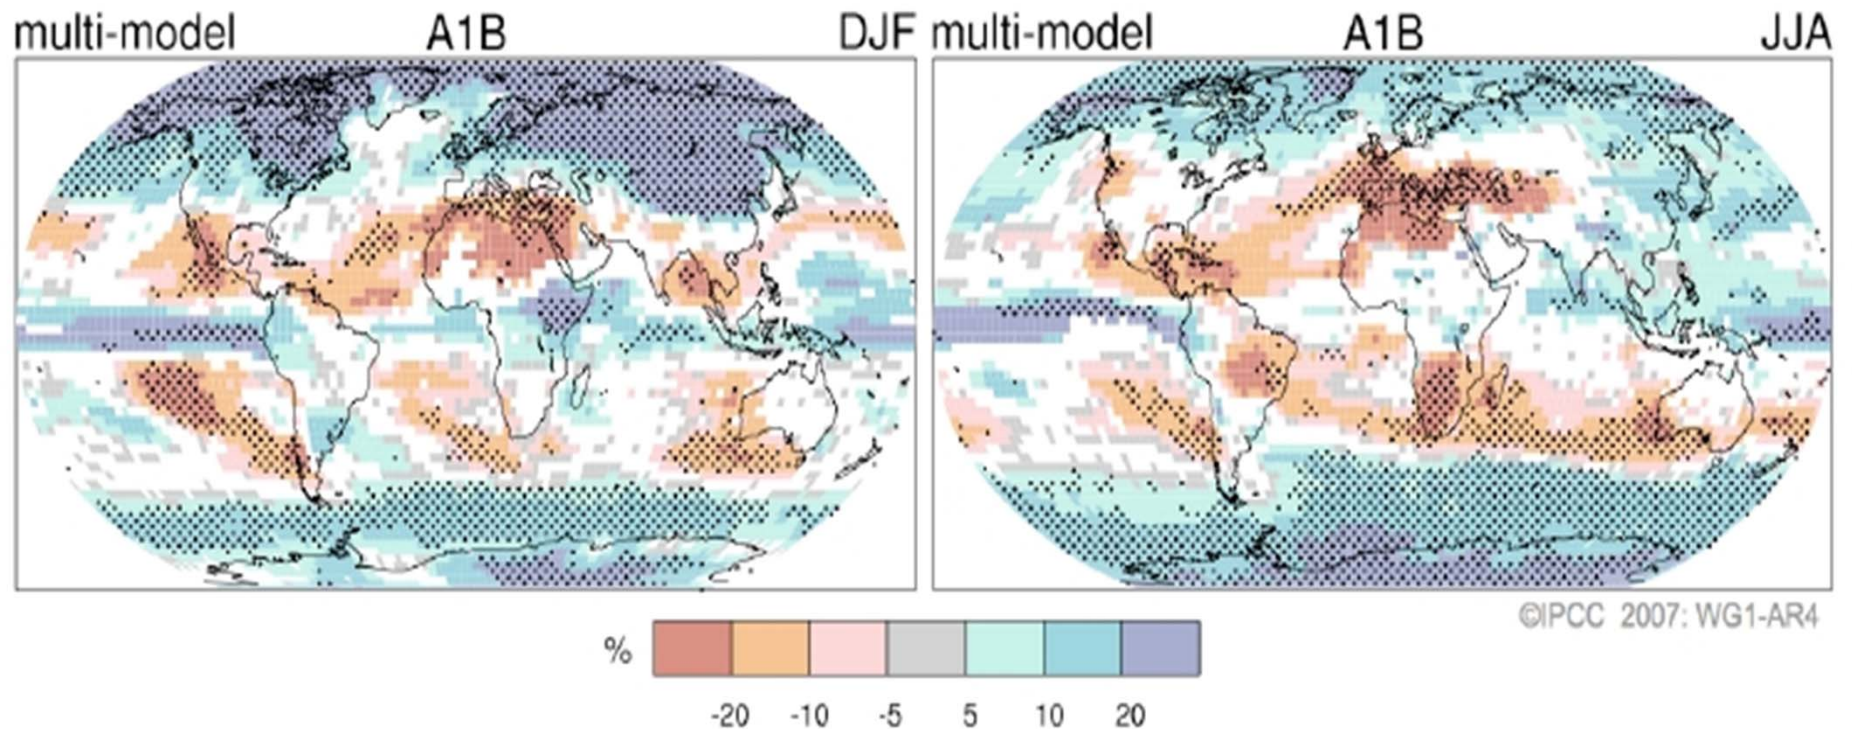 multi-model A1B DJF
multi-model A1B JJA
©IPCC 2007: WG1-AR4
%
-20 -10 -5 5 10 20